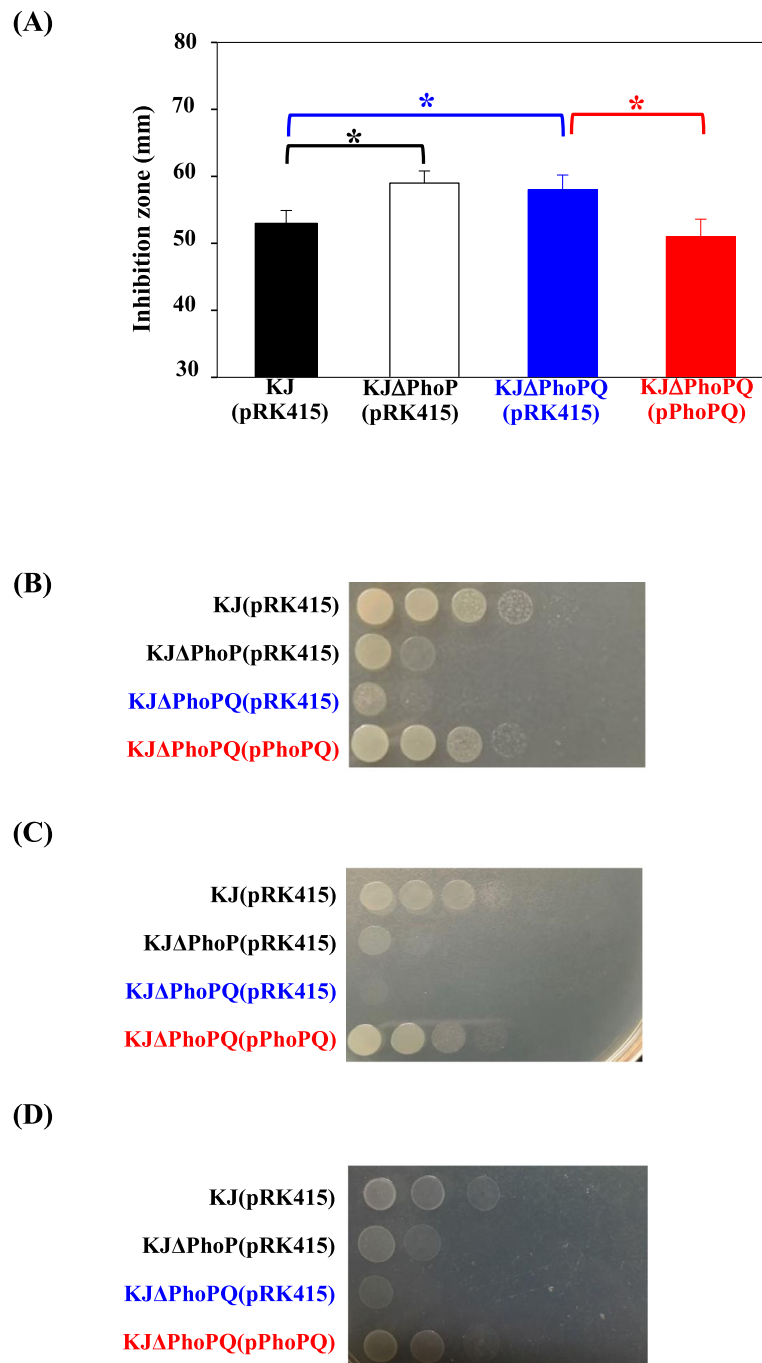 (A)
80
70
60
50
40
30
Inhibition zone (mm)
*
*
*
KJ
(pRK415)
KJΔPhoP
(pRK415)
KJΔPhoPQ
(pRK415)
KJΔPhoPQ
(pPhoPQ)
(B)
KJ(pRK415)
KJΔPhoP(pRK415)
KJΔPhoPQ(pRK415)
KJΔPhoPQ(pPhoPQ)
(C)
KJ(pRK415)
KJΔPhoP(pRK415)
KJΔPhoPQ(pRK415)
KJΔPhoPQ(pPhoPQ)
(D)
KJ(pRK415)
KJΔPhoP(pRK415)
KJΔPhoPQ(pRK415)
KJΔPhoPQ(pPhoPQ)